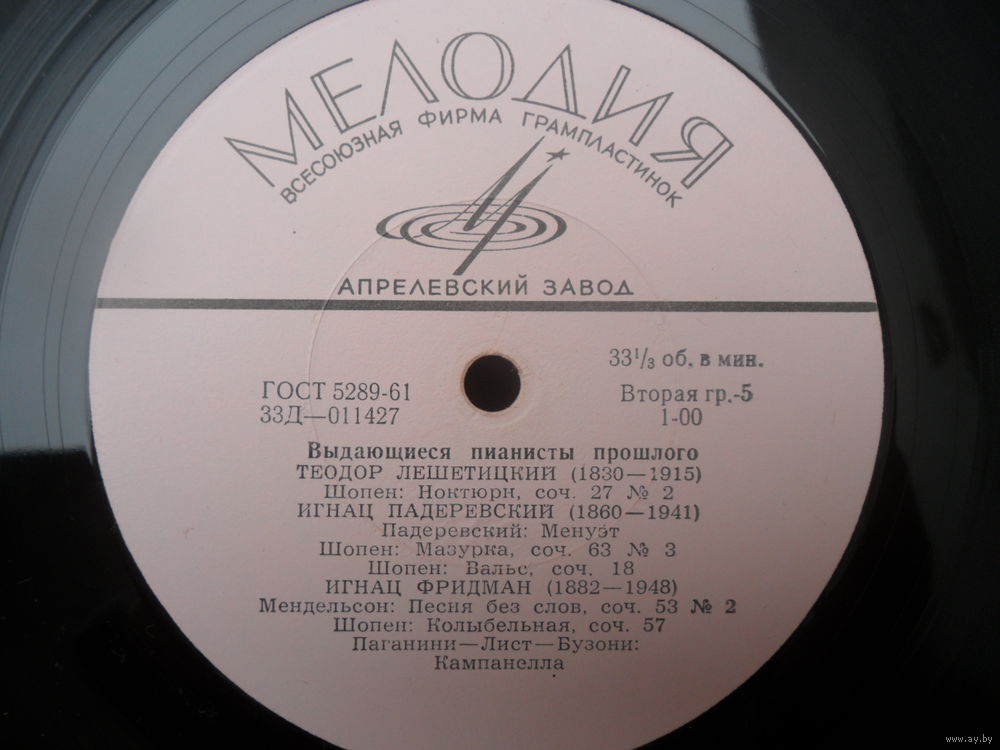 МЕЛОДИЯ
ВСЕСОЮЗНАЯ ФИРМА ГРАМПЛАСТИНОК
АПРЕЛЕВСКИЙ ЗАВОД
33 1/3 об. в мин.
ГОСТ 5289-61 Вторая гр.-5
33Д—011427 1-00
Выдающиеся пианисты прошлого
ТЕОДОР ЛЕШЕТИЦКИЙ (1830—1915)
Шопен: Ноктюрн, соч. 27 № 2
ИГНАЦ ПАДЕРЕВСКИЙ (1860—1941)
Падеревский: Менуэт
Шопен: Мазурка, соч. 63 № 3
Шопен: Вальс, соч. 18
ИГНАЦ ФРИДМАН (1882—1948)
Мендельсон: Песня без слов, соч. 53 № 2
Шопен: Колыбельная, соч. 57
Паганини—Лист—Бузони:
Кампанелла
www.ay.by